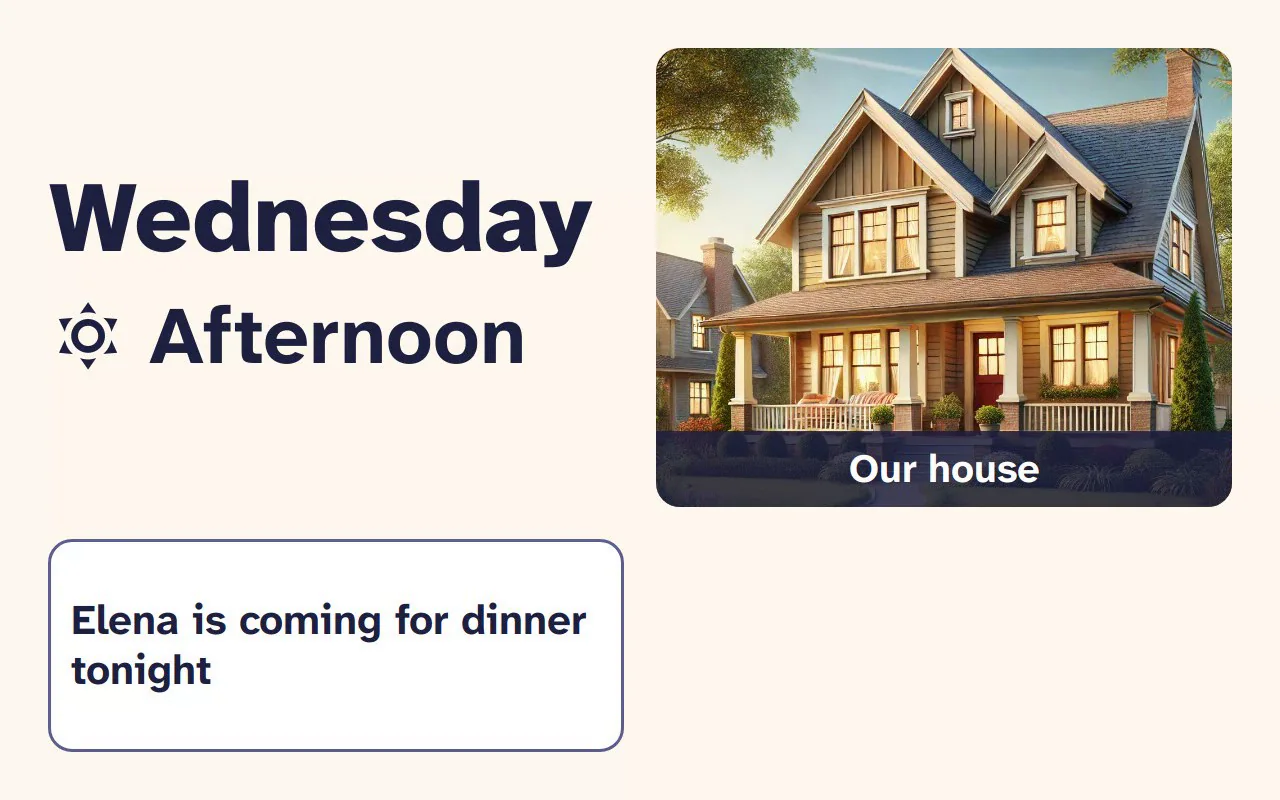 Wednesday
Afternoon
Our house
Elena is coming for dinner
tonight